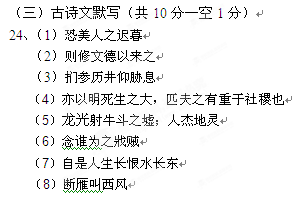 （三）古诗文默写（共 10 分一空 1 分）
24、（1）恐美人之迟暮
（2）则修文德以来之
（3）扪参历井仰胁息
（4）亦以明死生之大，匹夫之有重于社稷也
（5）龙光射牛斗之墟；人杰地灵
（6）念谁为之戕贼
（7）自是人生长恨水长东
（8）断雁叫西风